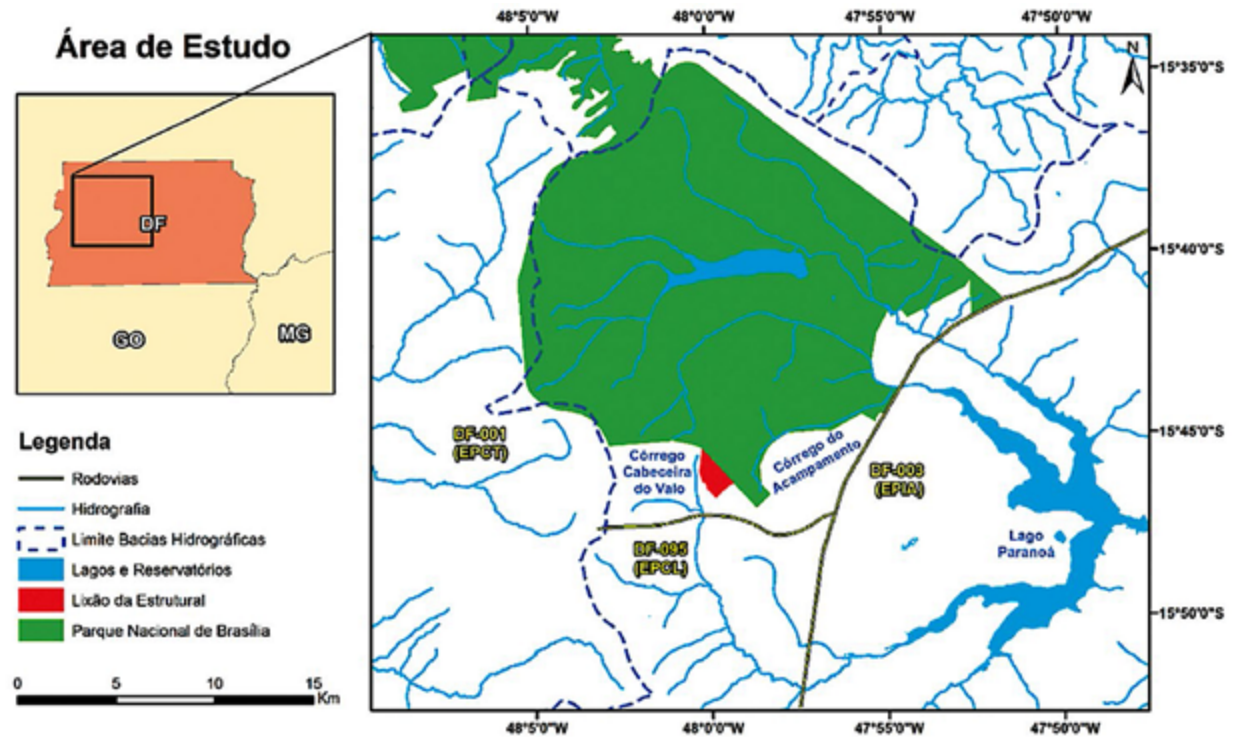 Área de Estudo
48°5'0"W
48°0'0"W
47°55'0"W
47°50'0"W
N
15°35'0"S
15°40'0"S
15°45'0"S
15°50'0"S
DF
GO
MG
DF-001
(EPCT)
Córrego
Cabeceira
do Valo
Córrego do
Acampamento
DF-003
(EPIA)
DF-095
(EPCL)
Lago
Paranoá
Legenda
Rodovias
Hidrografia
Limite Bacias Hidrográficas
Lagos e Reservatórios
Lixão da Estrutural
Parque Nacional de Brasília
0 5 10 15
Km
48°5'0"W
48°0'0"W
47°55'0"W
47°50'0"W